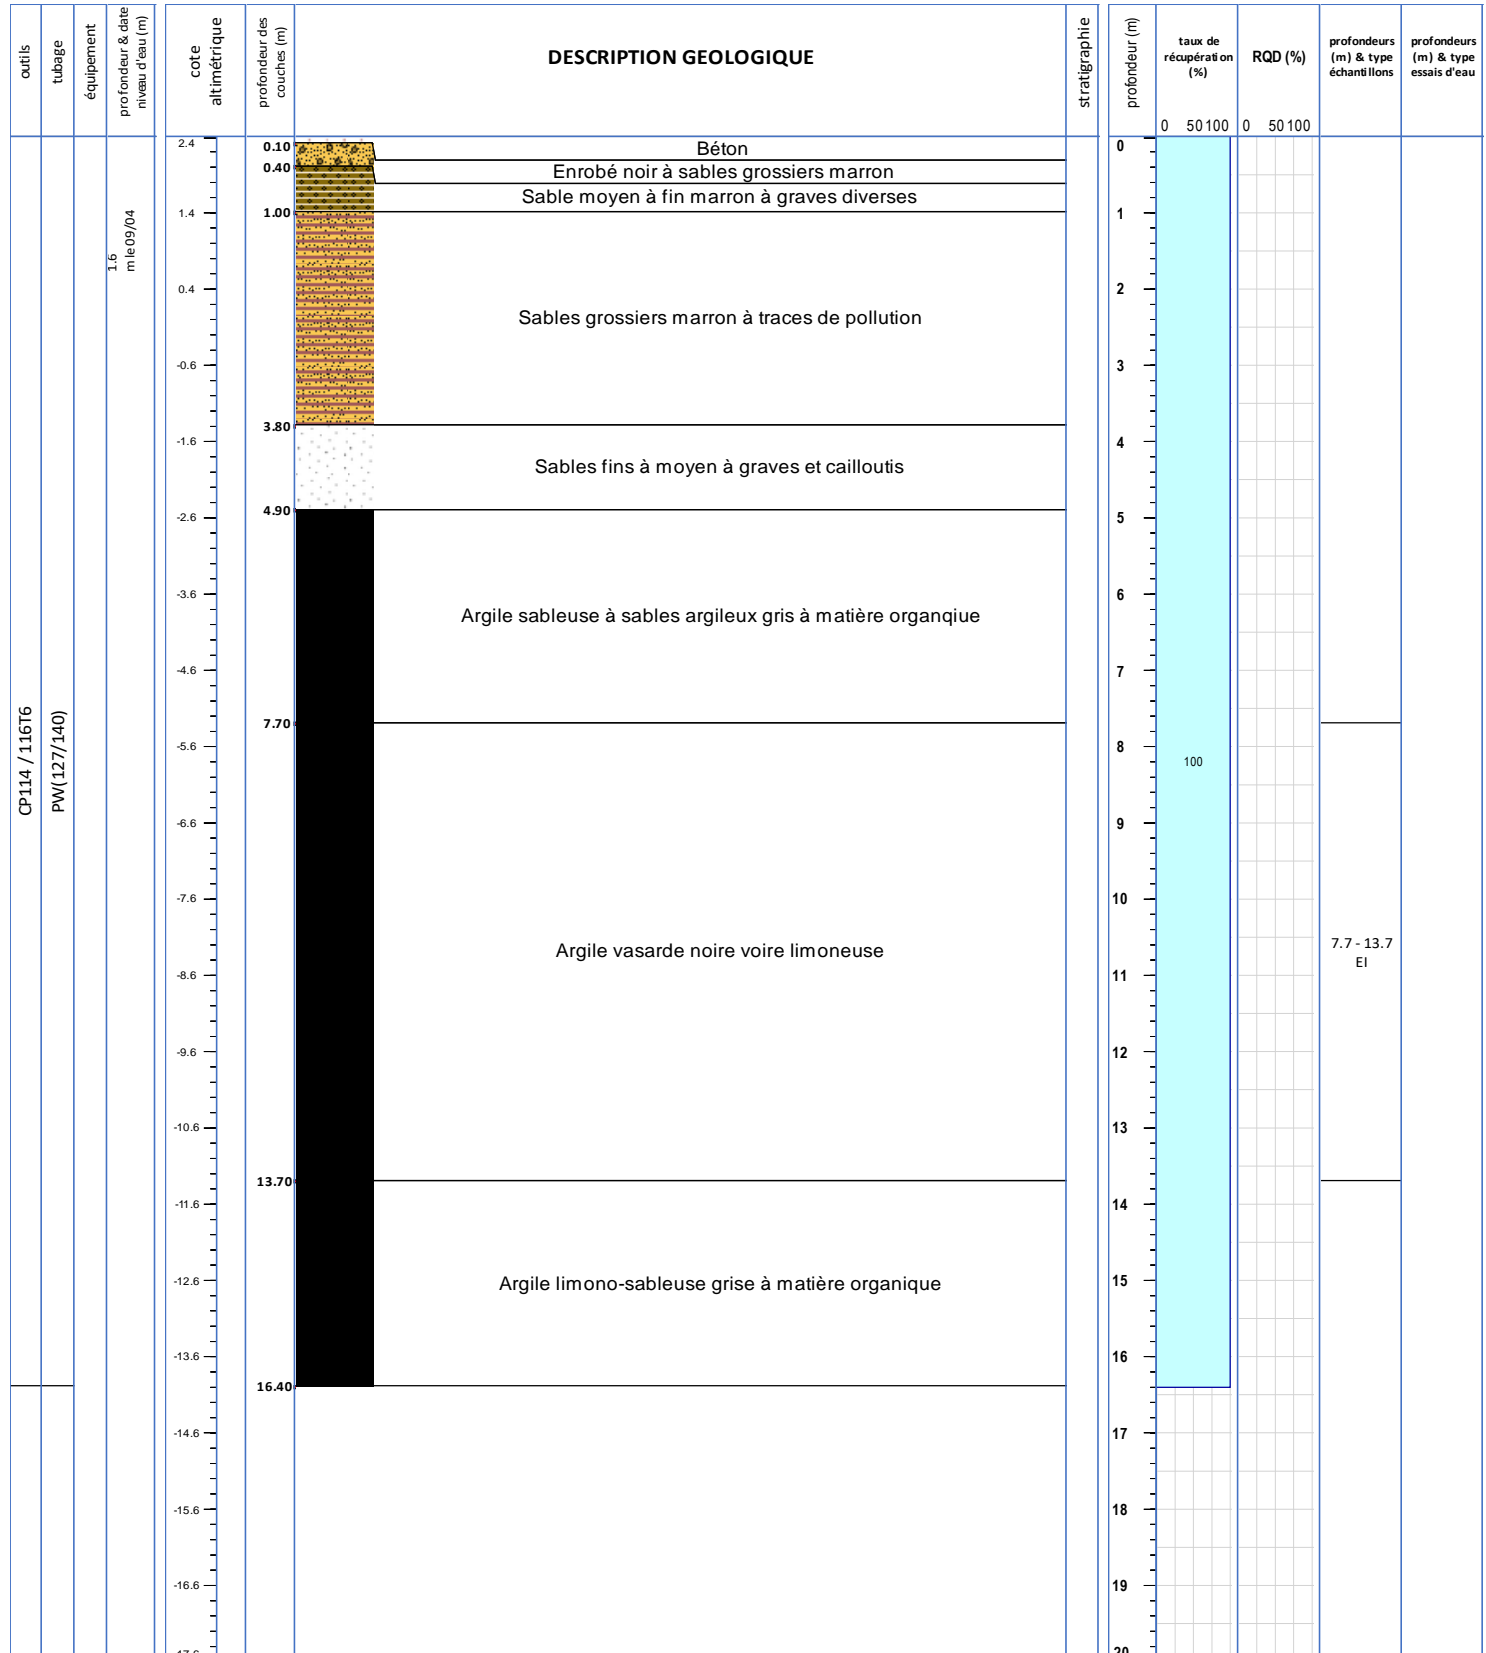 outils
tubage
équipement
profondeur & date
niveau d'eau (m)
cote
altimétrique
profondeur des
couches (m)
DESCRIPTION GEOLOGIQUE
stratigraphie
profondeur (m)
taux de
récupération
(%)
RQD (%)
profondeurs
(m) & type
échantillons
profondeurs
(m) & type
essais d'eau
0 50 100
0 50 100
2.4
1.4
0.4
-0.6
-1.6
-2.6
-3.6
-4.6
-5.6
-6.6
-7.6
-8.6
-9.6
-10.6
-11.6
-12.6
-13.6
-14.6
-15.6
-16.6
-17.6
0.10
0.40
1.00
3.80
4.90
7.70
13.70
16.40
Béton
Enrobé noir à sables grossiers marron
Sable moyen à fin marron à graves diverses
Sables grossiers marron à traces de pollution
Sables fins à moyen à graves et cailloutis
Argile sableuse à sables argileux gris à matière organqiue
Argile vasarde noire voire limoneuse
Argile limono-sableuse grise à matière organique
1.6
m le 09/04
CP114 / 116T6
PW(127/140)
0
1
2
3
4
5
6
7
8
9
10
11
12
13
14
15
16
17
18
19
20
100
7.7 - 13.7
EI